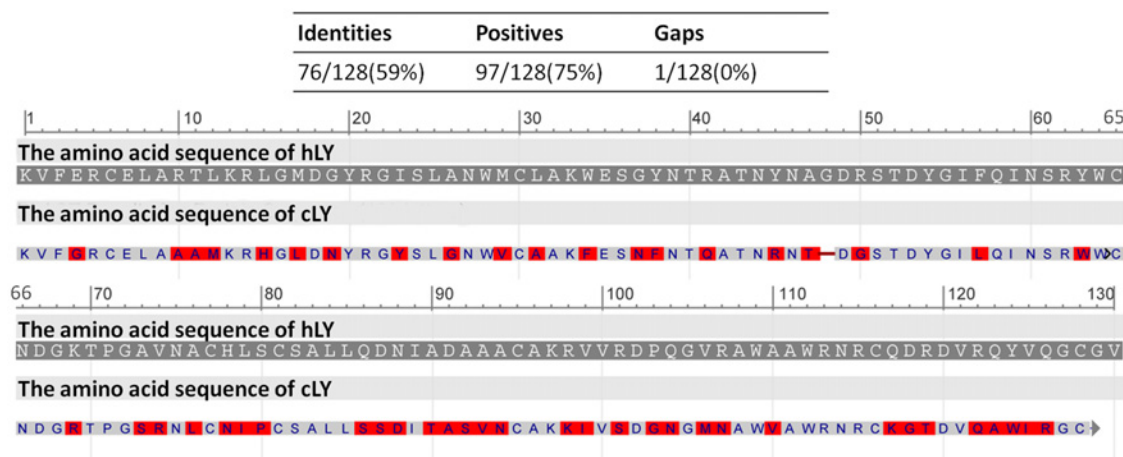 Identities Positives Gaps
76/128(59%) 97/128(75%) 1/128(0%)
1 10 20 30 40 50 60 65
The amino acid sequence of hLY
KVFERCELARTLKRLGMDGYRGISLANWMCLAKWESGYNTRATNYNAGDRSTDYGIFQINSRYWC
The amino acid sequence of cLY
KVFGRCELAAAMKRHGLDNYRGYSLGNWVCAAKFESNFNTQATNRNT—DGSTDYGILQINSRWWC
66 70 80 90 100 110 120 130
The amino acid sequence of hLY
NDGKTPGAVNACHLSCSALLQDNIADAAACAKRVVRDPQGVRAWAAWRNRCQDRDVRQYVQGCGV
The amino acid sequence of cLY
NDGRTPGSRNLCNIPCSALLSSDITASVNCAKKIVSDGNGMNAWVAWRNRCKGTDVQAWIRGC